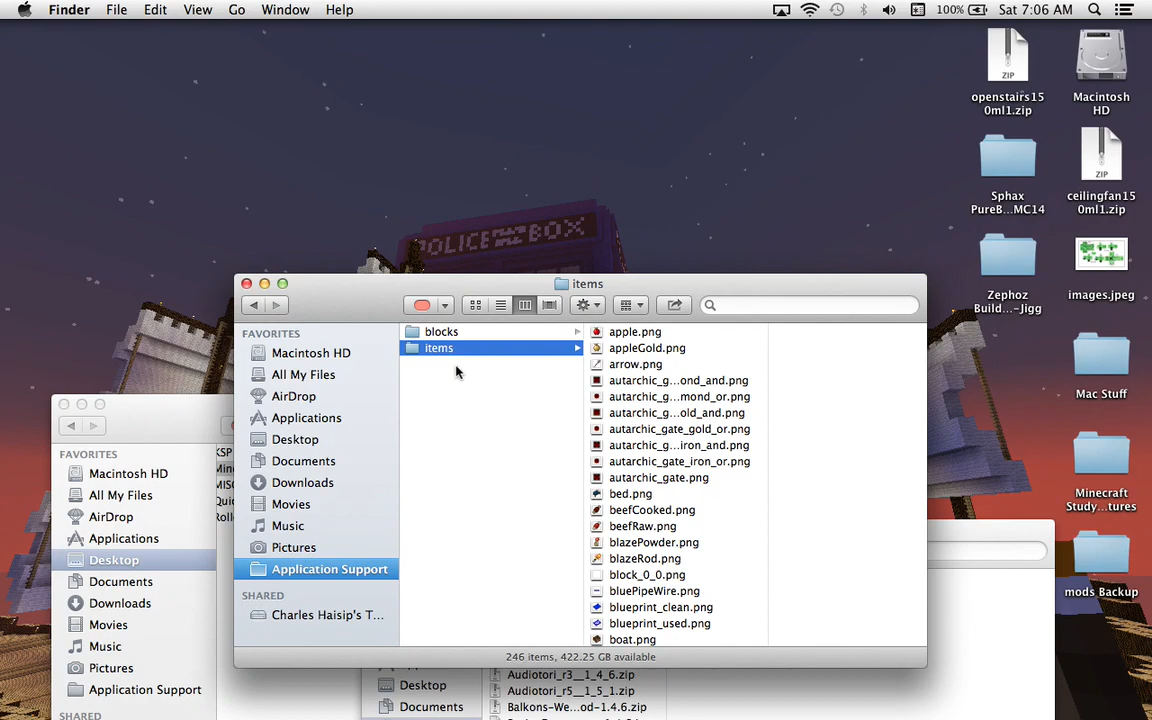 Finder File Edit View Go Window Help
100% Sat 7:06 AM
ZIP
openstairs15
0ml1.zip
Macintosh
HD
Sphax
PureB...MC14
ZIP
ceilingfan15
0ml1.zip
Zephoz
Build...-Jigg
images.jpeg
Mac Stuff
Minecraft
Study...tures
mods Backup
POLICE BOX
items
FAVORITES
Macintosh HD
All My Files
AirDrop
Applications
Desktop
Documents
Downloads
Movies
Music
Pictures
Application Support
SHARED
Charles Haisip's T...
blocks
items
apple.png
appleGold.png
arrow.png
autarchic_g...ond_and.png
autarchic_g...mond_or.png
autarchic_g...old_and.png
autarchic_gate_gold_or.png
autarchic_g...iron_and.png
autarchic_gate_iron_or.png
autarchic_gate.png
bed.png
beefCooked.png
beefRaw.png
blazePowder.png
blazeRod.png
block_0_0.png
bluePipeWire.png
blueprint_clean.png
blueprint_used.png
boat.png
246 items, 422.25 GB available
FAVORITES
Macintosh HD
All My Files
AirDrop
Applications
Desktop
Documents
Downloads
Movies
Music
Pictures
Application Support
SHARED
KSP
Min
MISC
Quic
Rolle
Desktop
Documents
Audiotori_r3__1_4_6.zip
Audiotori_r5__1_5_1.zip
Balkons-We...od-1.4.6.zip